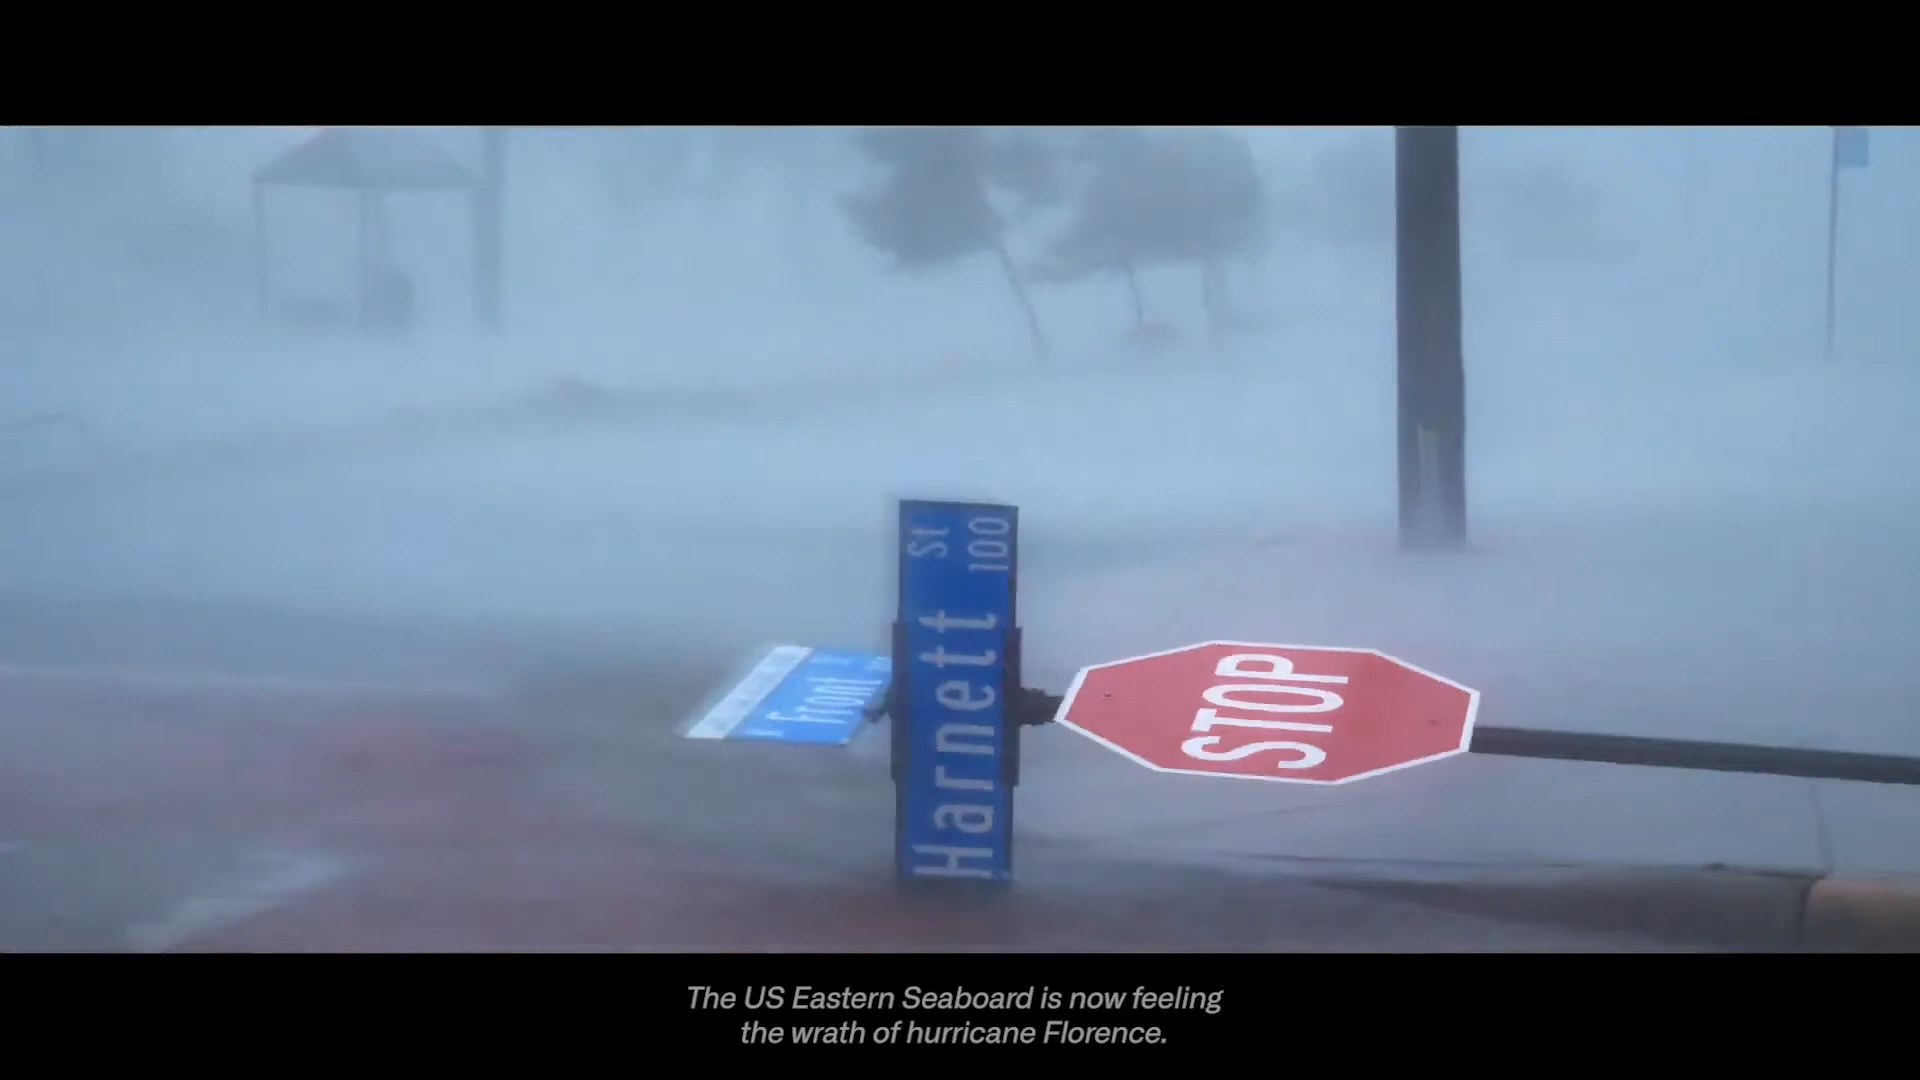 Harnett St
100
N Front
STOP
The US Eastern Seaboard is now feeling
the wrath of hurricane Florence.